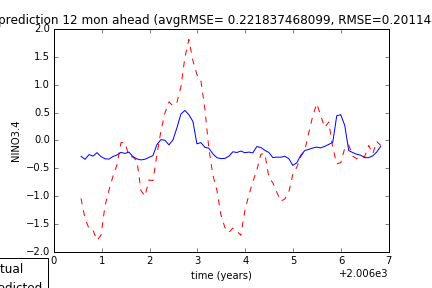 prediction 12 mon ahead (avgRMSE= 0.221837468099, RMSE=0.20114
2.0
1.5
1.0
0.5
0.0
−0.5
−1.0
−1.5
−2.0
NINO3.4
0 1 2 3 4 5 6 7
time (years)
+2.006e3
tual
edicted